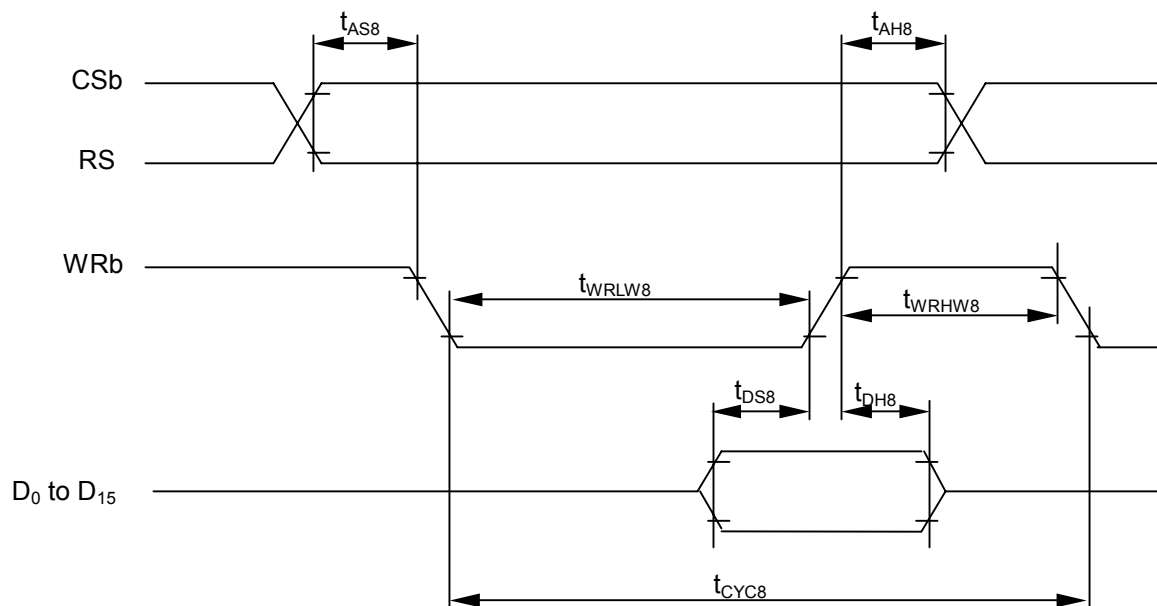 tAS8
tAH8
CSb
RS
WRb
tWRLW8
tWRHW8
tDS8
tDH8
D0 to D15
tCYC8